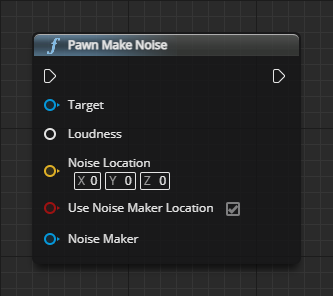 f Pawn Make Noise
Target
Loudness
Noise Location
X 0 Y 0 Z 0
Use Noise Maker Location
Noise Maker